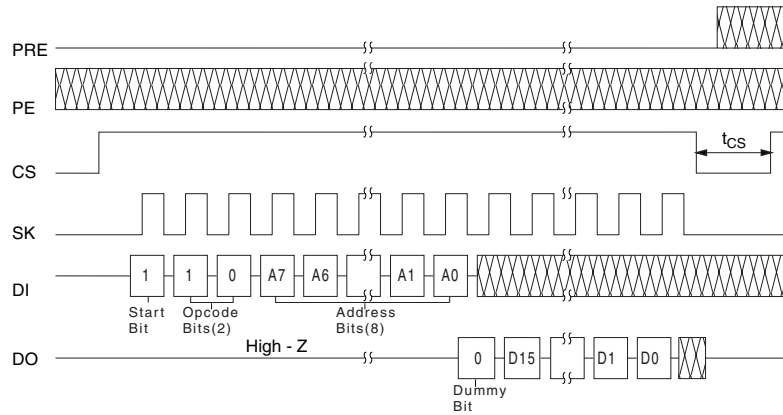 PRE
PE
CS
tCS
SK
DI
1 1 0 A7 A6 A1 A0
Start
Bit
Opcode
Bits(2)
Address
Bits(8)
High - Z
DO
0 D15 D1 D0
Dummy
Bit